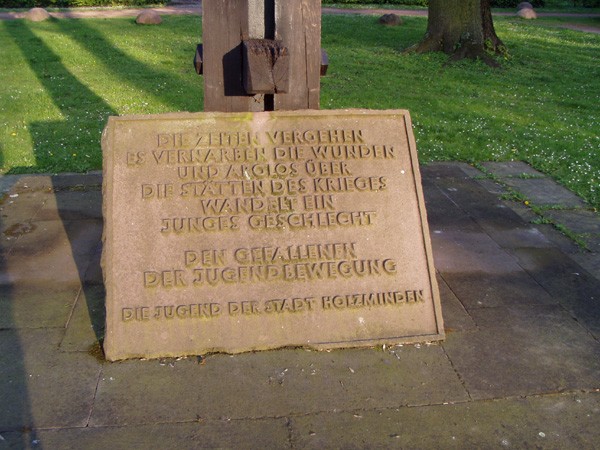 DIE ZEITEN VERGEHEN
ES VERNARBEN DIE WUNDEN
UND AHNLOS ÜBER
DIE STÄTTEN DES KRIEGES
WANDELT EIN
JUNGES GESCHLECHT
DEN GEFALLENEN
DER JUGENDBEWEGUNG
DIE JUGEND DER STADT HOLZMINDEN